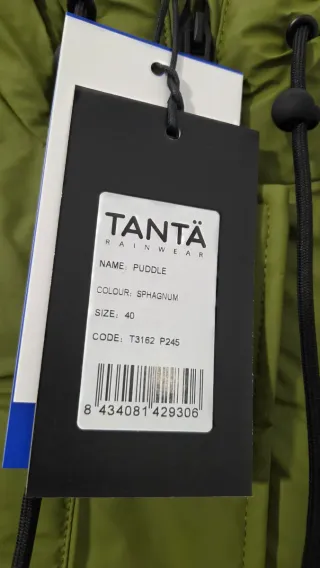 TANTÄ
RAINWEAR
NAME: PUDDLE
COLOUR: SPHAGNUM
SIZE: 40
CODE: T3162 P245
8 434081 429306